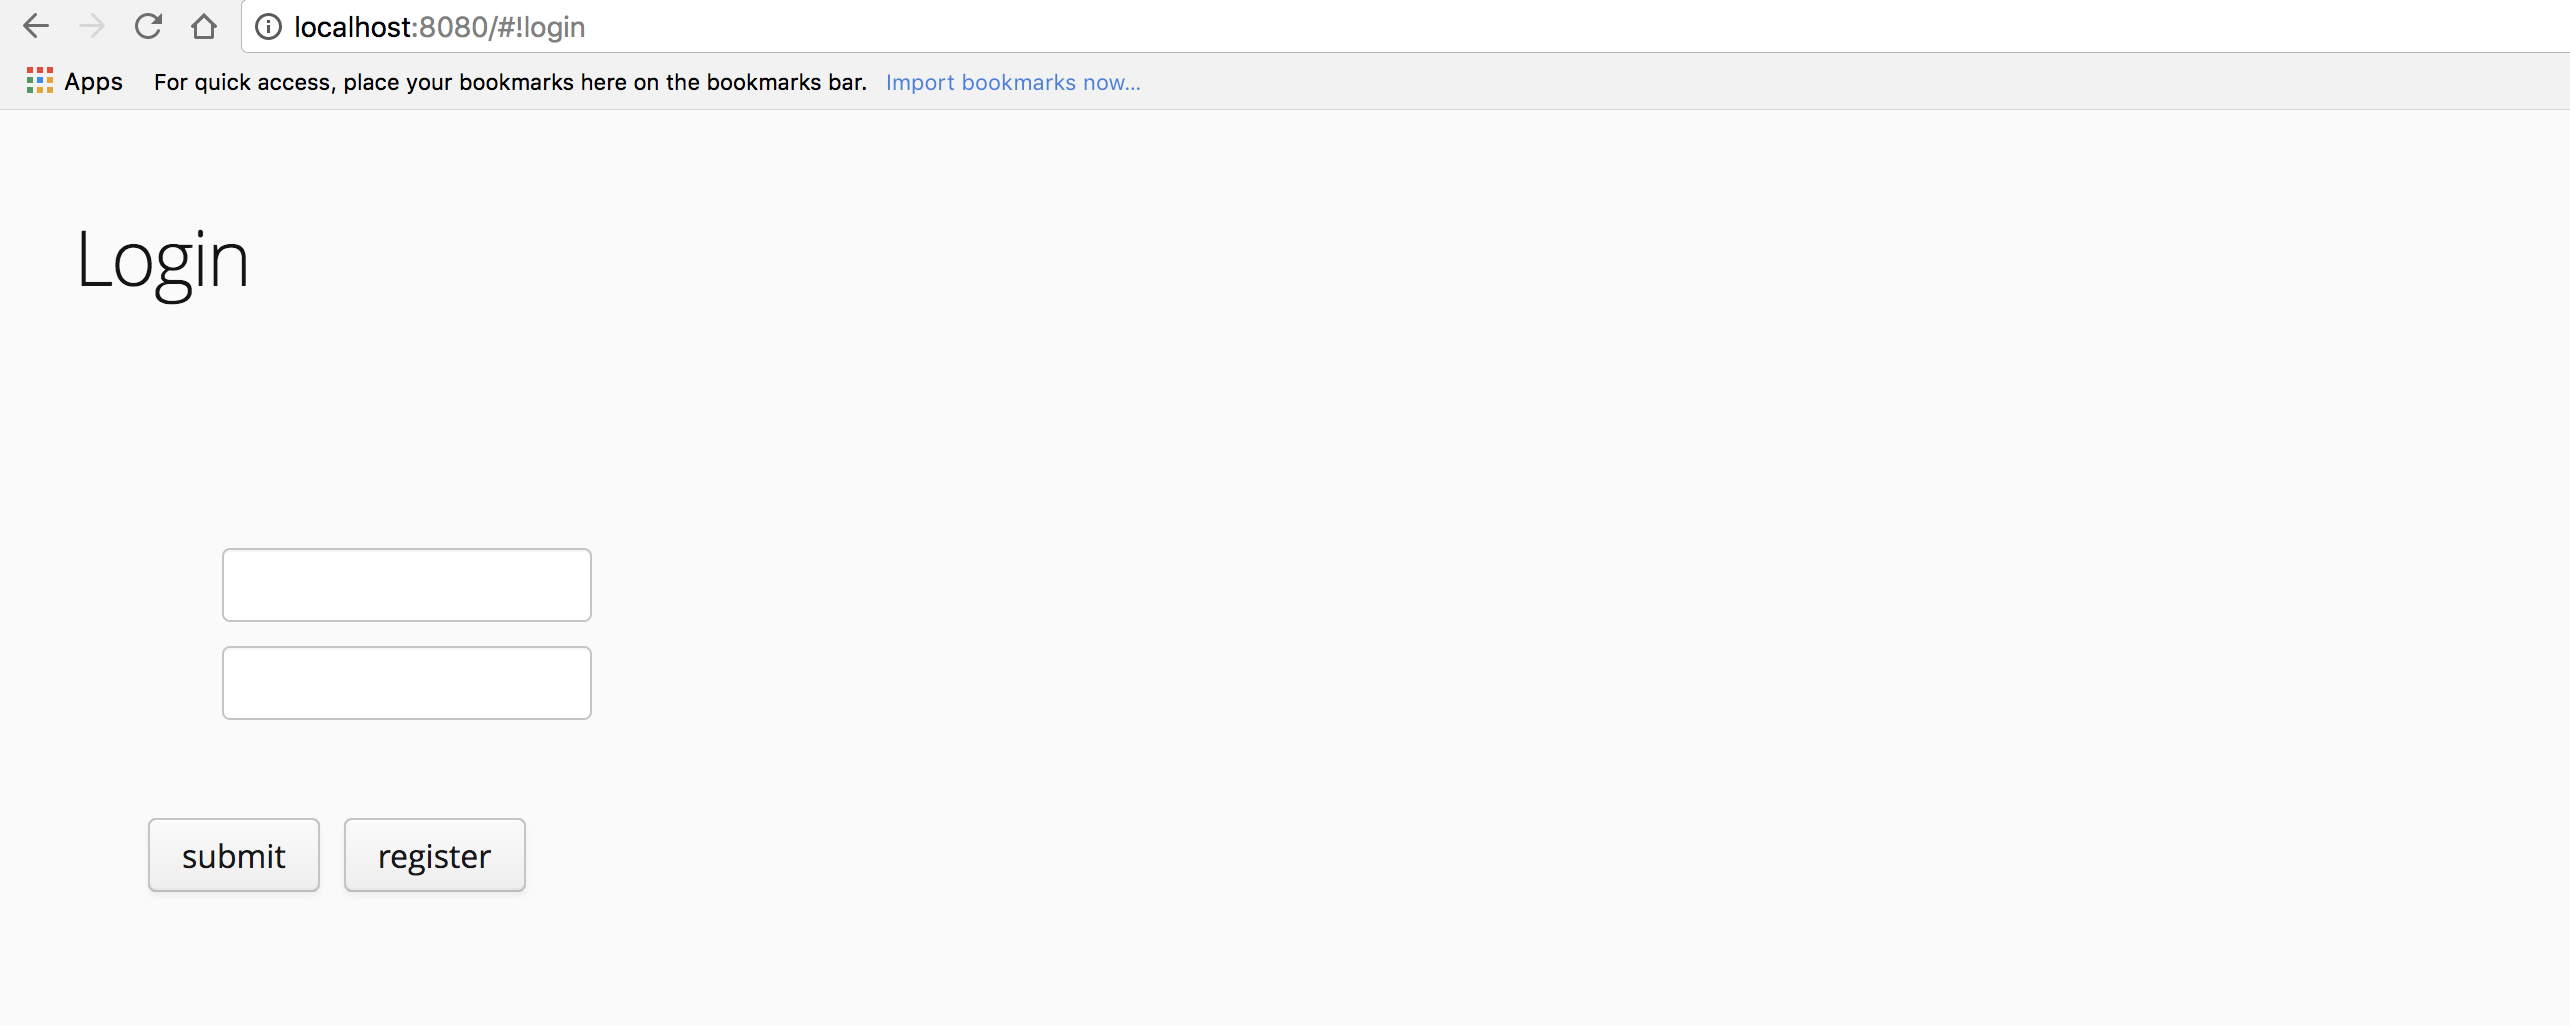 localhost:8080/#!login
Apps For quick access, place your bookmarks here on the bookmarks bar. Import bookmarks now...
Login
submit register